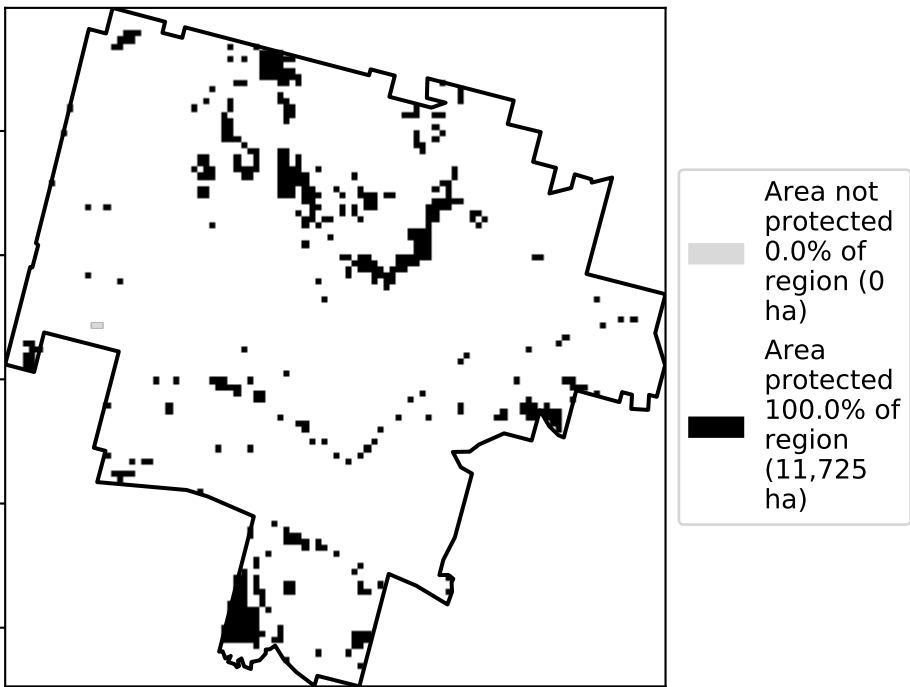 Area not
protected
0.0% of
region (0
ha)
Area
protected
100.0% of
region
(11,725
ha)